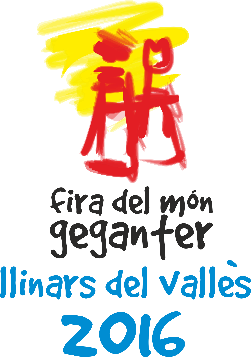 fira del món
geganter
llinars del vallès
2016